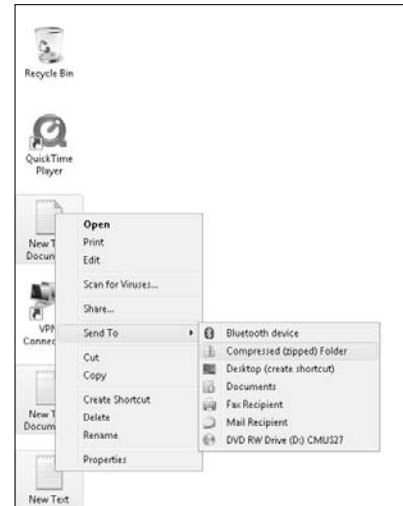 Recycle Bin
QuickTime
Player
New T
Docum
VPN
Connec
New T
Docum
New Text
Open
Print
Edit
Scan for Viruses...
Share...
Send To
Cut
Copy
Create Shortcut
Delete
Rename
Properties
Bluetooth device
Compressed (zipped) Folder
Desktop (create shortcut)
Documents
Fax Recipient
Mail Recipient
DVD RW Drive (D:) CMUS27